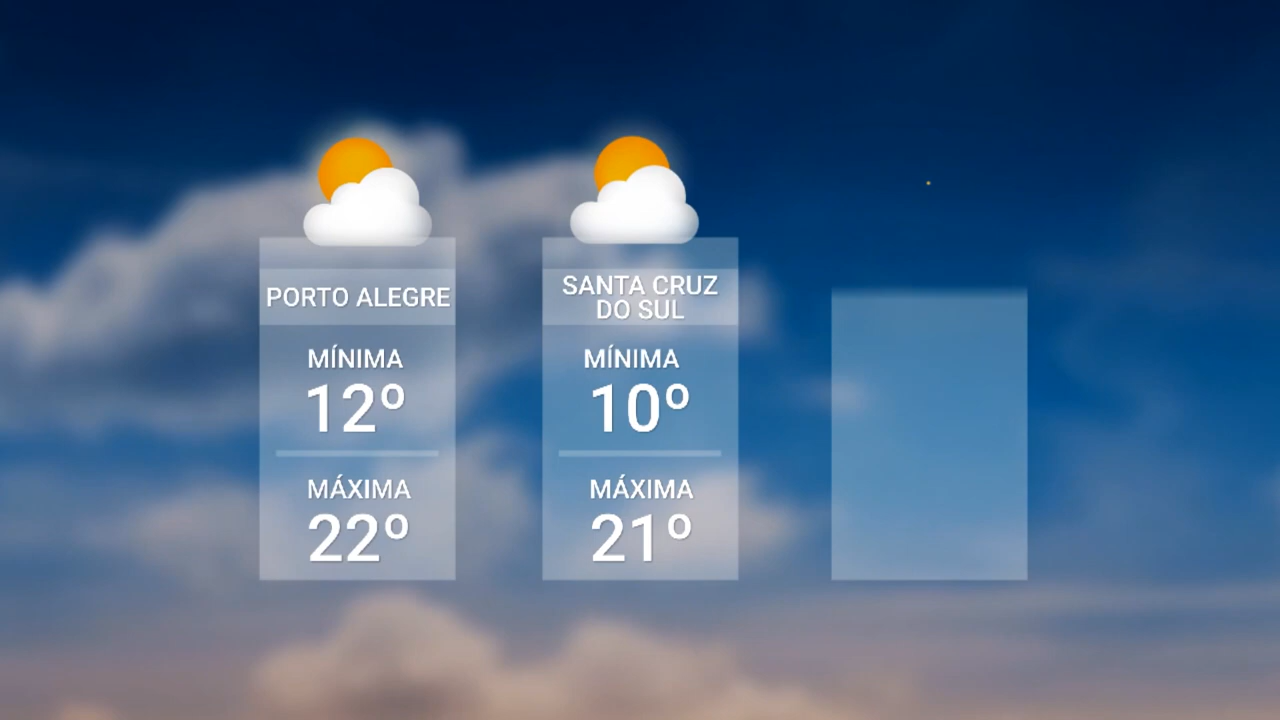 PORTO ALEGRE
MÍNIMA
12º
MÁXIMA
22º
SANTA CRUZ
DO SUL
MÍNIMA
10º
MÁXIMA
21º